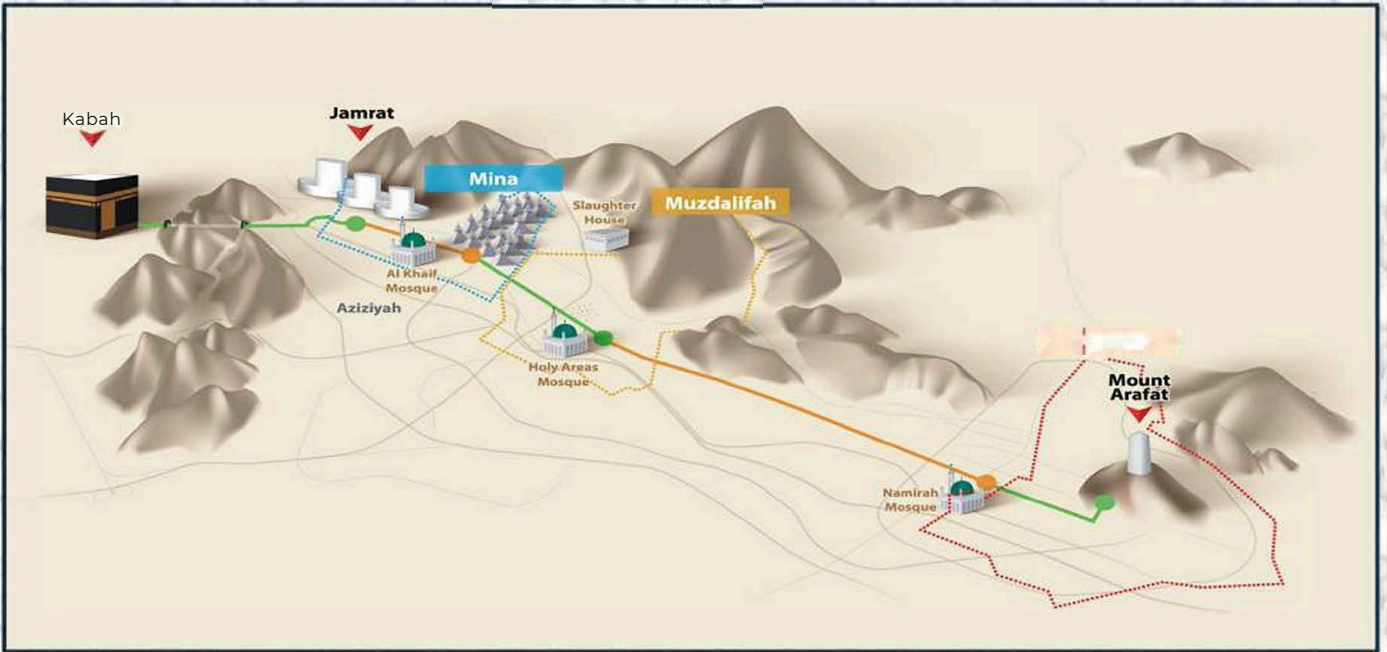 Kabah
Jamrat
Mina
Slaughter
House
Muzdalifah
Al Khaif
Mosque
Aziziyah
Holy Areas
Mosque
Mount
Arafat
Namirah
Mosque